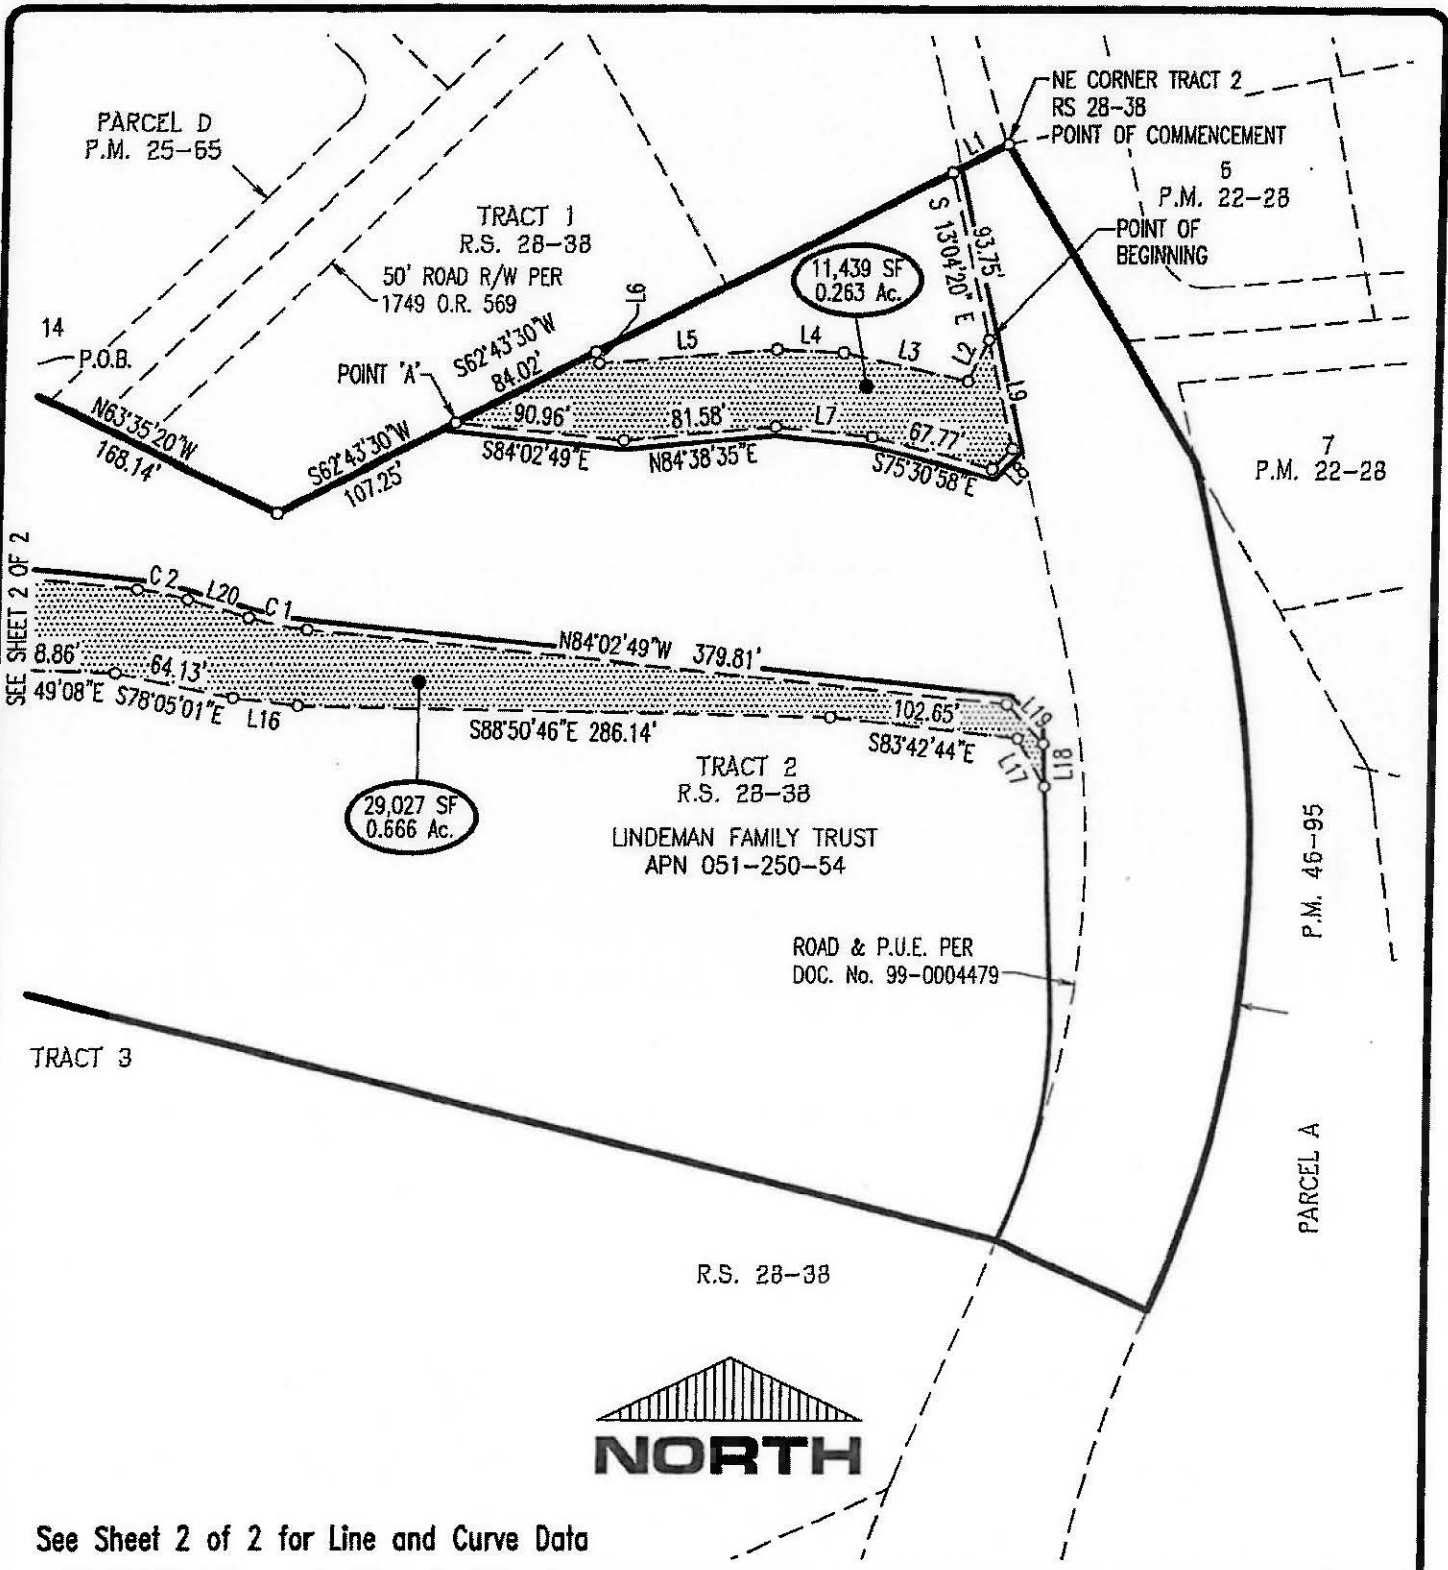 NE CORNER TRACT 2
RS 28-38
POINT OF COMMENCEMENT
L1
PARCEL D
P.M. 25-65
6
P.M. 22-28
TRACT 1
R.S. 28-38
50' ROAD R/W PER
1749 O.R. 569
POINT OF
BEGINNING
S 13°04'20" E
93.75'
11,439 SF
0.263 Ac.
L6
14
P.O.B.
POINT 'A'
S62°43'30"W
84.02'
L5
L4
L3
L2
L9
N63°35'20"W
168.14'
S62°43'30"W
107.25'
90.96'
S84°02'49"E
81.58'
N84°38'35"E
L7
67.77'
S75°30'58"E
L8
7
P.M. 22-28
SEE SHEET 2 OF 2
C 2
L20
C 1
N84°02'49"W 379.81'
8.86'
49'08"E
64.13'
S78°05'01"E
L16
S88°50'46"E 286.14'
102.65'
S83°42'44"E
L19
L18
L17
TRACT 2
R.S. 28-38
29,027 SF
0.666 Ac.
LINDEMAN FAMILY TRUST
APN 051-250-54
P.M. 46-95
ROAD & P.U.E. PER
DOC. No. 99-0004479
TRACT 3
PARCEL A
R.S. 28-38
NORTH
See Sheet 2 of 2 for Line and Curve Data